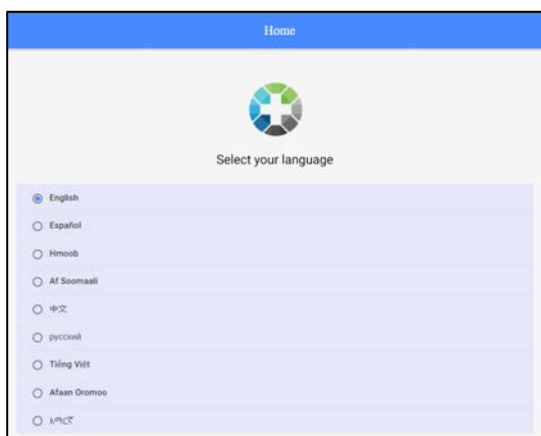 Home
Select your language
English
Español
Hmoob
Af Soomaali
中文
русский
Tiếng Việt
Afaan Oromoo
አማርኛ